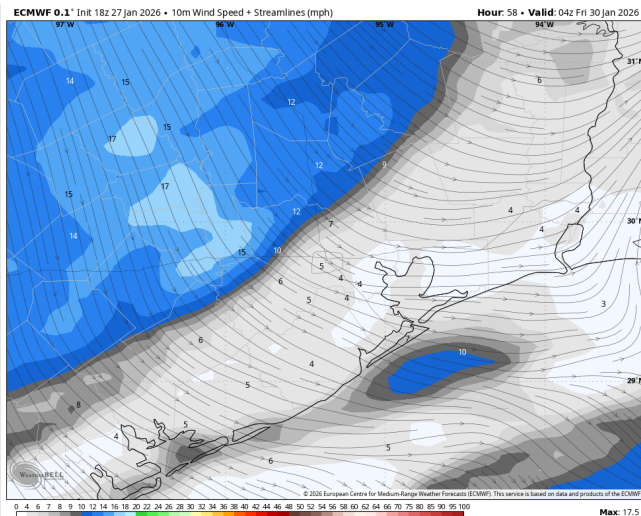 ECMWF 0.1° Init 18z 27 Jan 2026 • 10m Wind Speed + Streamlines (mph)
Hour: 58 • Valid: 04z Fri 30 Jan 2026
97°W 96°W 95°W 94°W
31°N
6
14 15
12
17 15
12 9
17
15
12 4 4
30°N
7 4
14
15 10
5
6 4 4
5 4
3
6
10
4
29°N
5
8
5
4
5
6
WEATHERBELL
© 2026 European Centre for Medium-Range Weather Forecasts (ECMWF). This service is based on data and products of the ECMWF
0 4 6 7 8 9 10 12 14 16 18 20 22 24 26 28 30 32 34 36 38 40 42 44 46 48 50 52 54 56 58 60 65 70 75 80 85 90 95 100
Max: 17.5